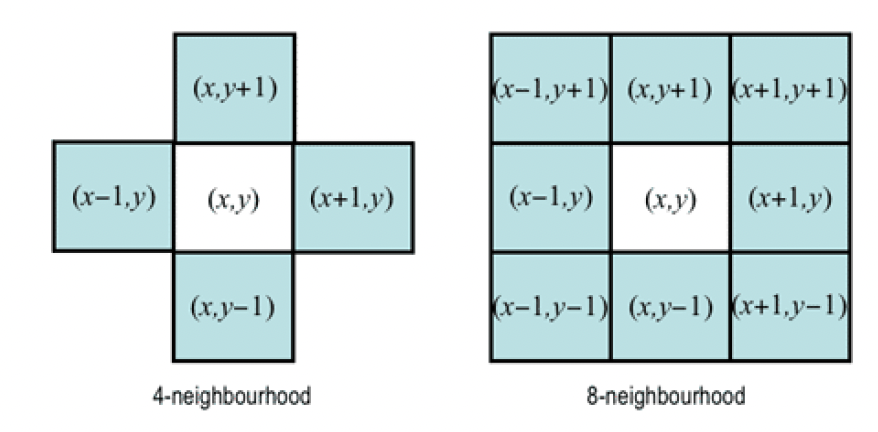 (x,y+1)
(x−1,y) (x,y) (x+1,y)
(x,y−1)
4-neighbourhood
(x−1,y+1) (x,y+1) (x+1,y+1)
(x−1,y) (x,y) (x+1,y)
(x−1,y−1) (x,y−1) (x+1,y−1)
8-neighbourhood